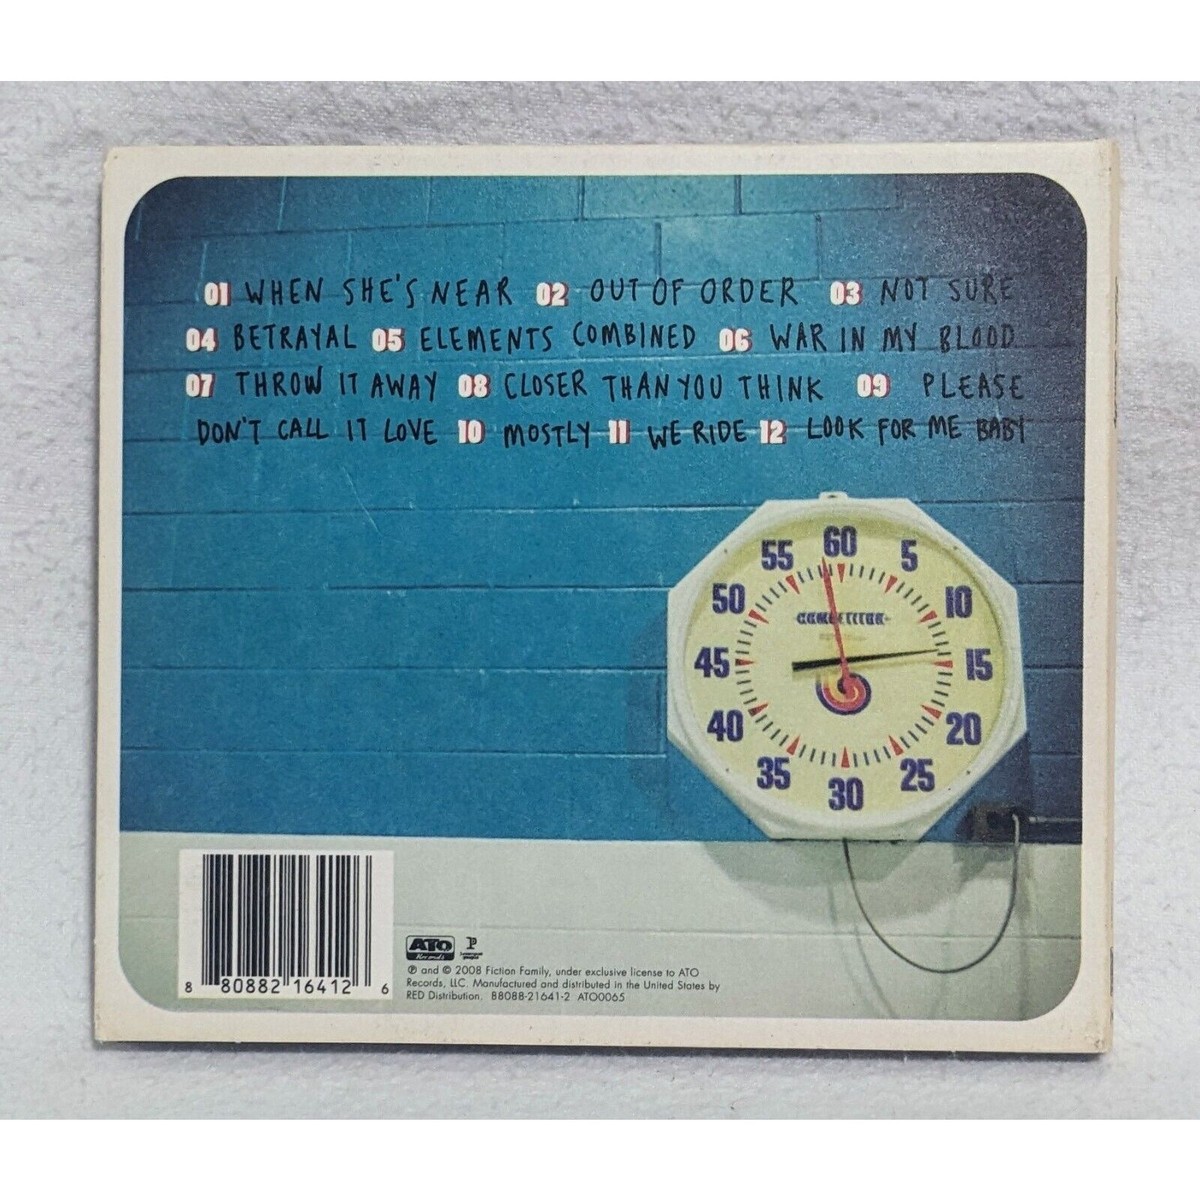 01 WHEN SHE'S NEAR 02 OUT OF ORDER 03 NOT SURE
04 BETRAYAL 05 ELEMENTS COMBINED 06 WAR IN MY BLOOD
07 THROW IT AWAY 08 CLOSER THAN YOU THINK 09 PLEASE
DON'T CALL IT LOVE 10 MOSTLY 11 WE RIDE 12 LOOK FOR ME BABY
60
55 5
50 10
COMPETITOR
45 15
40 20
35 25
30
ATO
Records
℗ and © 2008 Fiction Family, under exclusive license to ATO
Records, LLC. Manufactured and distributed in the United States by
RED Distribution. 88088-21641-2 ATO0065
8 80882 16412 6